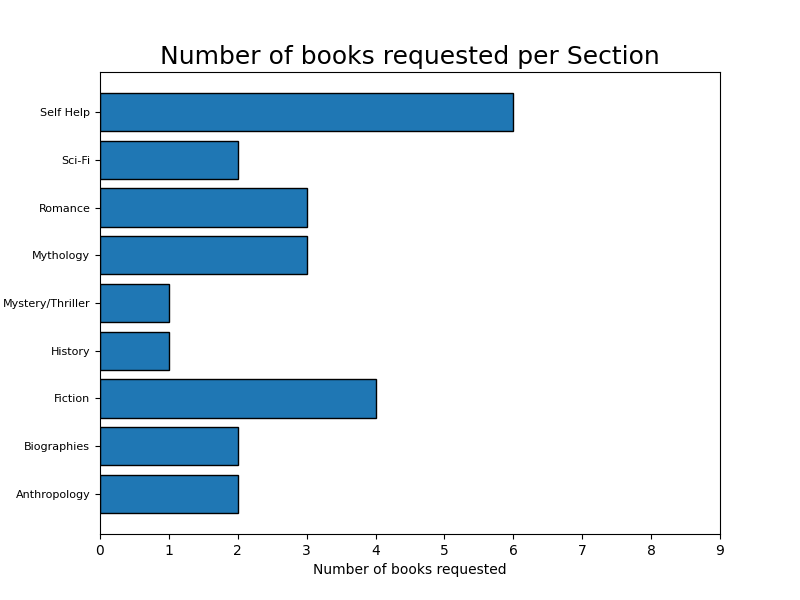 Number of books requested per Section
Self Help
Sci-Fi
Romance
Mythology
Mystery/Thriller
History
Fiction
Biographies
Anthropology
0 1 2 3 4 5 6 7 8 9
Number of books requested